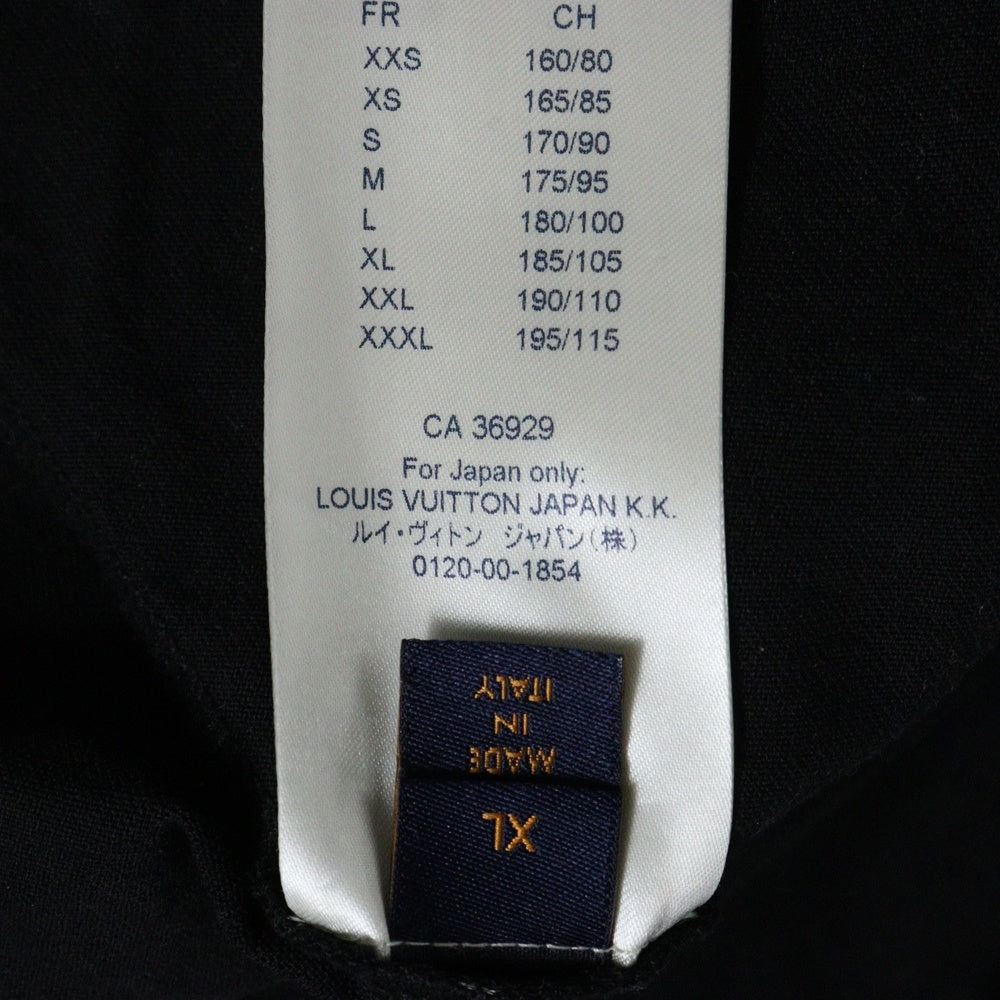 FR CH
XXS 160/80
XS 165/85
S 170/90
M 175/95
L 180/100
XL 185/105
XXL 190/110
XXXL 195/115
CA 36929
For Japan only:
LOUIS VUITTON JAPAN K.K.
ルイ・ヴィトン ジャパン(株)
0120-00-1854
MADE
IN
ITALY
XL